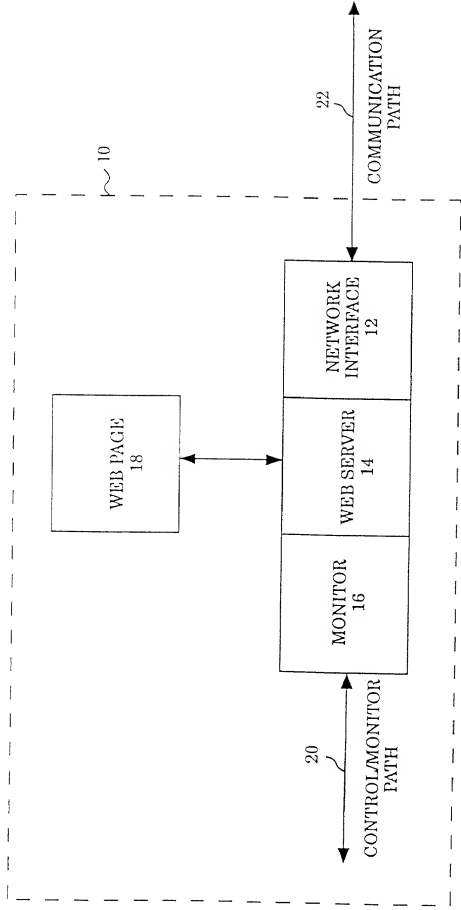 10
WEB PAGE
18
22
COMMUNICATION
PATH
20
CONTROL/MONITOR
PATH
MONITOR
16
WEB SERVER
14
NETWORK
INTERFACE
12